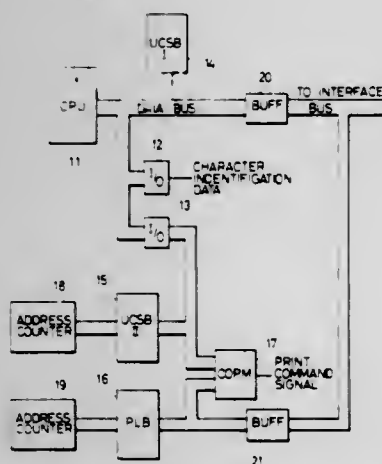 UCSB
I
14
20
CPU
DATA BUS
BUFF
TO INTERFACE
BUS
11
12
I/O
CHARACTER
INDENTIFIGATION
DATA
13
I/O
18
15
ADDRESS
COUNTER
UCSB
II
17
COPM
PRINT
COMMAND
SIGNAL
19
16
ADDRESS
COUNTER
PLB
BUFF
21